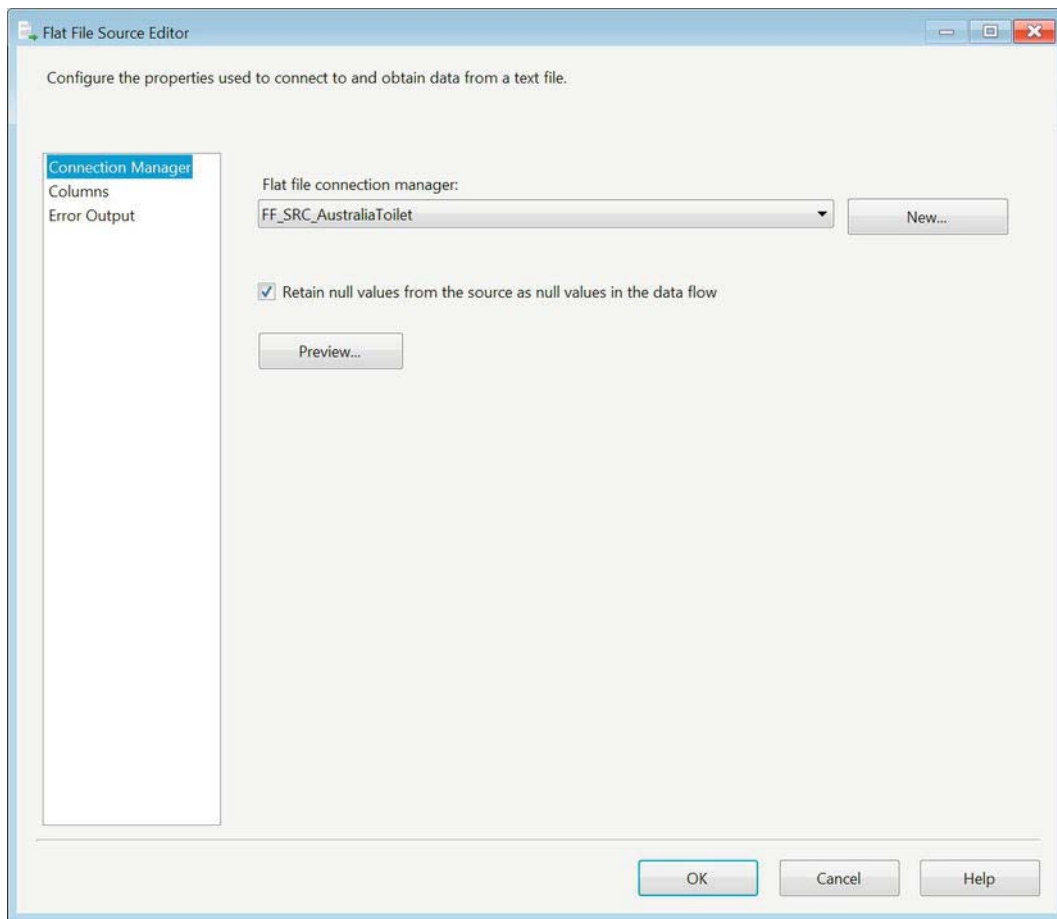 Flat File Source Editor
Configure the properties used to connect to and obtain data from a text file.
Connection Manager
Columns
Error Output
Flat file connection manager:
FF_SRC_AustraliaToilet
New...
Retain null values from the source as null values in the data flow
Preview...
OK
Cancel
Help